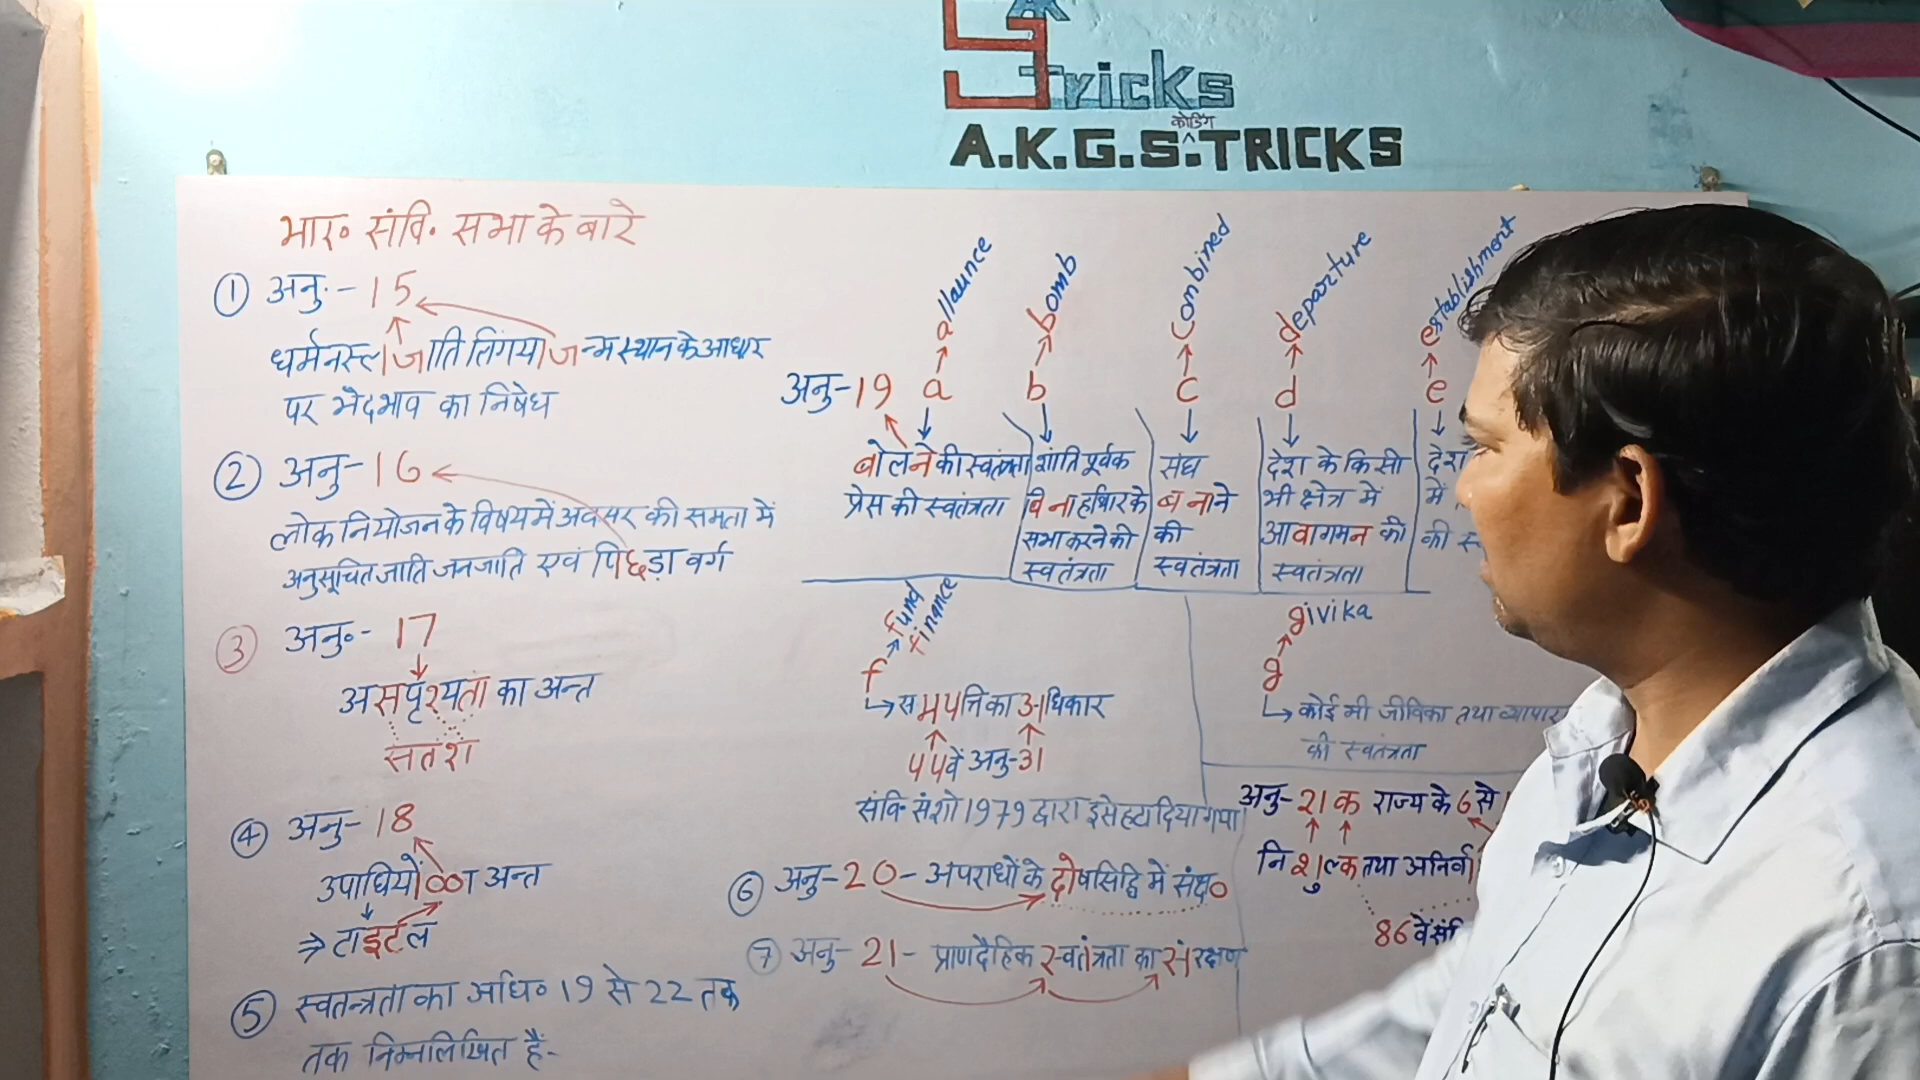 AK
Tricks
कोडिंग
A.K.G.S.TRICKS
भार० संवि. सभा के बारे
① अनु.- 15
धर्म नस्ल जाति लिंग या जन्म स्थान के आधार
पर भेदभाव का निषेध
② अनु- 16
लोक नियोजन के विषय में अवसर की समता में
अनुसूचित जाति जनजाति एवं पिछड़ा वर्ग
③ अनु०- 17
असपृश्यता का अन्त
सतश
④ अनु- 18
उपाधियों का अन्त
⇒ टाइटल
⑤ स्वतन्त्रता का अधि० 19 से 22 तक
तक निम्नलिखित हैं-
allaunce bomb combined departure establishment
अनु-19 a b c d e
बोलने की स्वतंत्रता
प्रेस की स्वतंत्रता
शांति पूर्वक
बिना हथियार के
सभा करने की
स्वतंत्रता
संघ
बनाने
की
स्वतंत्रता
देश के किसी
भी क्षेत्र में
आवागमन की
स्वतंत्रता
देश
में
की
fund
finance
f
सम्पत्ति का अधिकार
44वें अनु-31
संवि. संशो 1979 द्वारा इसे हटा दिया गया
givika
g
कोई भी जीविका तथा व्यापार
की स्वतंत्रता
अनु- 21 क राज्य के 6 से
नि शुल्क तथा अनिर्वा
86 वें सं
⑥ अनु- 20 - अपराधों के दोषसिद्धि में संक्ष०
⑦ अनु- 21 - प्राण दैहिक स्वतंत्रता का संरक्षण